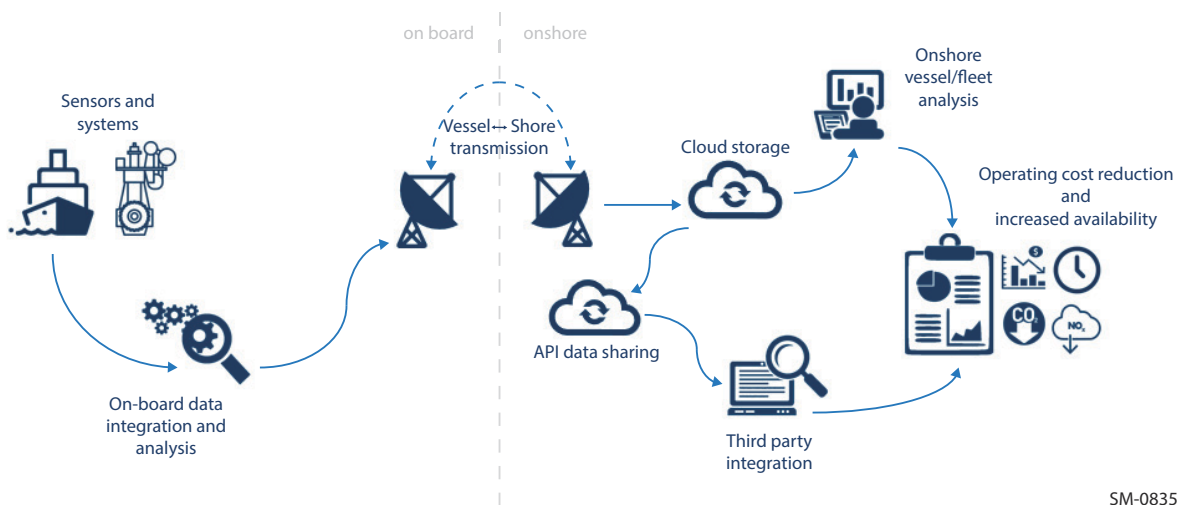 on board
onshore
Sensors and
systems
Vessel↔Shore
transmission
Cloud storage
Onshore
vessel/fleet
analysis
Operating cost reduction
and
increased availability
$
CO₂
NOₓ
API data sharing
On-board data
integration and
analysis
Third party
integration
SM-0835